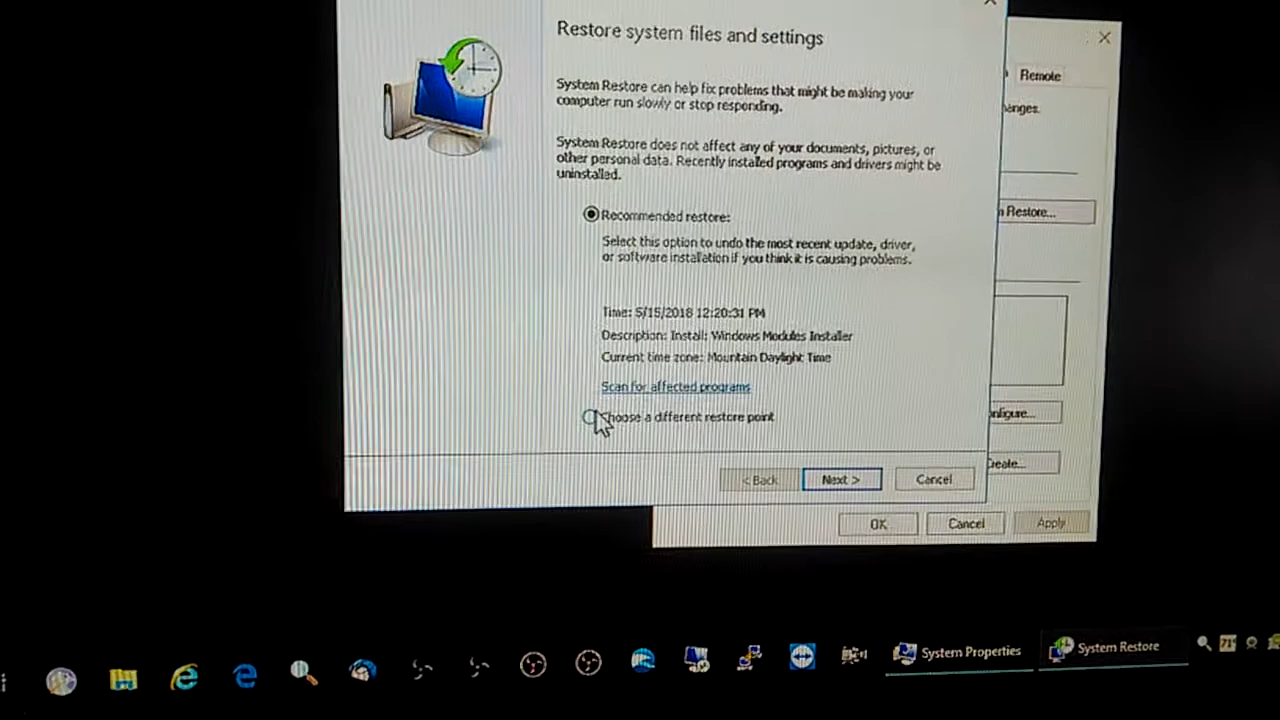 Restore system files and settings
System Restore can help fix problems that might be making your
computer run slowly or stop responding.
System Restore does not affect any of your documents, pictures, or
other personal data. Recently installed programs and drivers might be
uninstalled.
Recommended restore:
Select this option to undo the most recent update, driver,
or software installation if you think it is causing problems.
Time: 5/15/2018 12:20:31 PM
Description: Install: Windows Modules Installer
Current time zone: Mountain Daylight Time
Scan for affected programs
Choose a different restore point
< Back
Next >
Cancel
Remote
hanges.
Restore...
nfigure...
Create...
OK
Cancel
Apply
System Properties
System Restore
71°